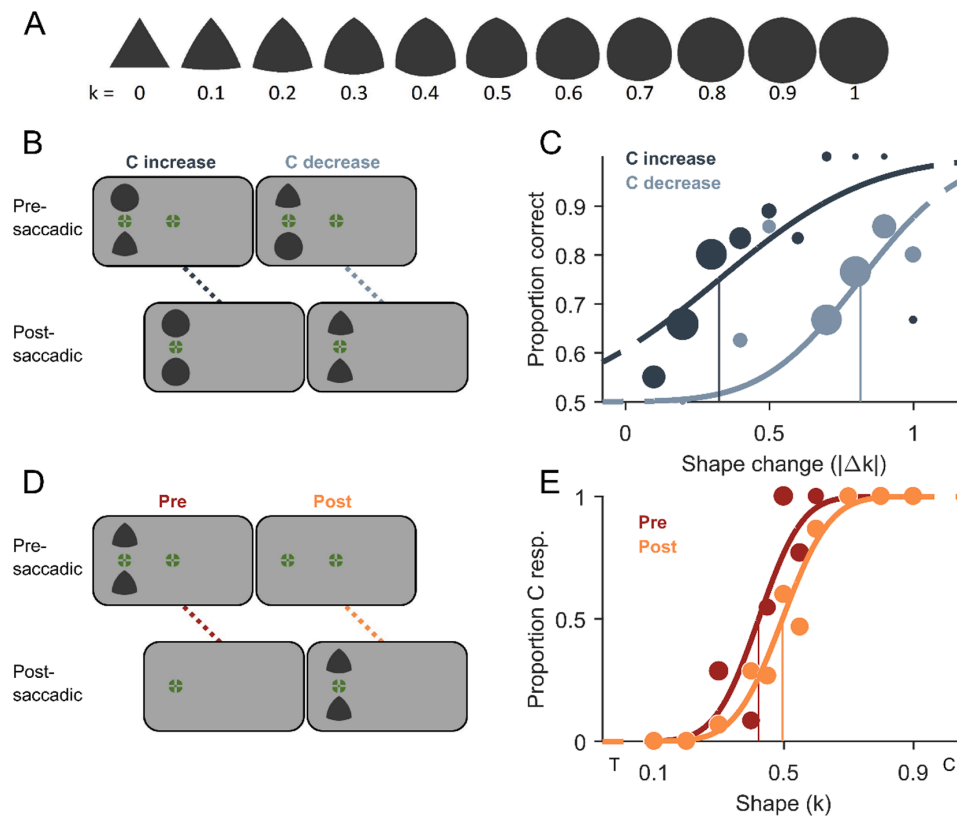 A
k = 0 0.1 0.2 0.3 0.4 0.5 0.6 0.7 0.8 0.9 1
B
C increase C decrease
Pre-
saccadic
Post-
saccadic
C
C increase
C decrease
Proportion correct
0.9
0.8
0.7
0.6
0.5
0 0.5 1
Shape change (|Δk|)
D
Pre Post
Pre-
saccadic
Post-
saccadic
E
Pre
Post
Proportion C resp.
1
0.5
0
T 0.1 0.5 0.9 C
Shape (k)